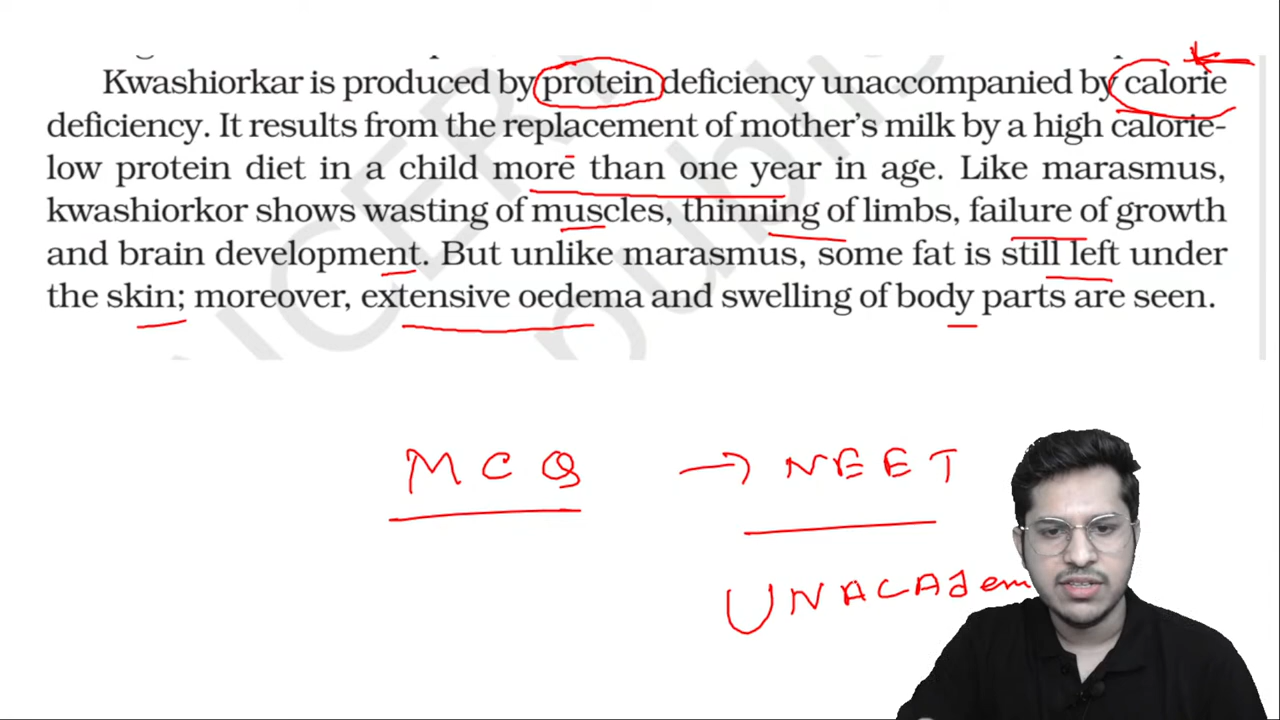 Kwashiorkar is produced by protein deficiency unaccompanied by calorie
deficiency. It results from the replacement of mother's milk by a high calorie-
low protein diet in a child more than one year in age. Like marasmus,
kwashiorkor shows wasting of muscles, thinning of limbs, failure of growth
and brain development. But unlike marasmus, some fat is still left under
the skin; moreover, extensive oedema and swelling of body parts are seen.
MCQ → NEET
UNACAdem